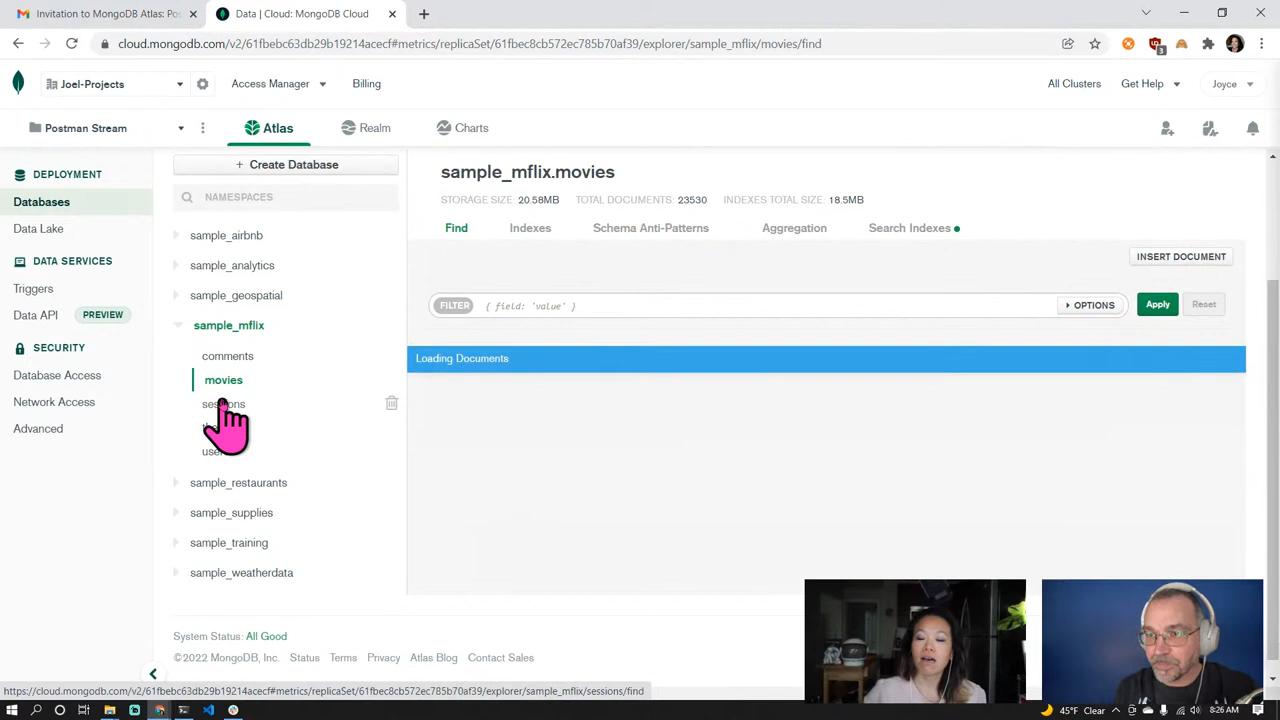 Invitation to MongoDB Atlas: Po
Data | Cloud: MongoDB Cloud
cloud.mongodb.com/v2/61fbebc63db29b19214acecf#metrics/replicaSet/61fbec8cb572ec785b70af39/explorer/sample_mflix/movies/find
3
Joel-Projects
Access Manager
Billing
All Clusters
Get Help
Joyce
Postman Stream
Atlas
Realm
Charts
DEPLOYMENT
Databases
Data Lake
DATA SERVICES
Triggers
Data API PREVIEW
SECURITY
Database Access
Network Access
Advanced
+ Create Database
NAMESPACES
sample_airbnb
sample_analytics
sample_geospatial
sample_mflix
comments
movies
sessions
sample_restaurants
sample_supplies
sample_training
sample_weatherdata
sample_mflix.movies
STORAGE SIZE: 20.58MB TOTAL DOCUMENTS: 23530 INDEXES TOTAL SIZE: 18.5MB
Find Indexes Schema Anti-Patterns Aggregation Search Indexes
INSERT DOCUMENT
FILTER { field: 'value' } OPTIONS Apply Reset
Loading Documents
System Status: All Good
©2022 MongoDB, Inc. Status Terms Privacy Atlas Blog Contact Sales
https://cloud.mongodb.com/v2/61fbebc63db29b19214acecf#metrics/replicaSet/61fbec8cb572ec785b70af39/explorer/sample_mflix/sessions/find
45°F Clear
8:26 AM